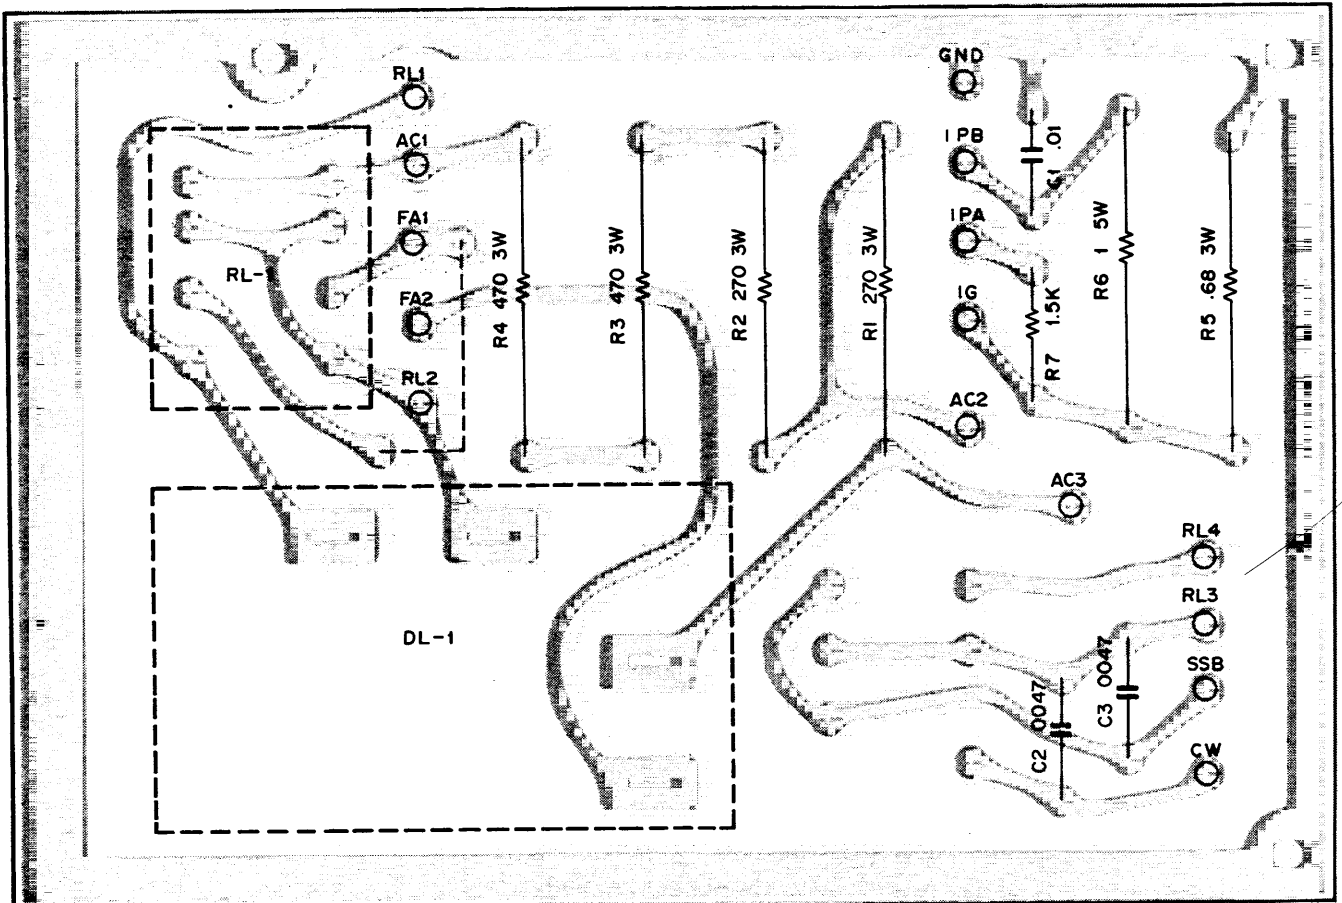 GND
RL1
AC1
IPB
C1 .01
FA1
IPA
RL-1
FA2
R4 470 3W
R3 470 3W
R2 270 3W
R1 270 3W
IG
R7 1.5K
R6 1 5W
R5 .68 3W
RL2
AC2
AC3
RL4
RL3
DL-1
SSB
C2 .0047
C3 .0047
CW